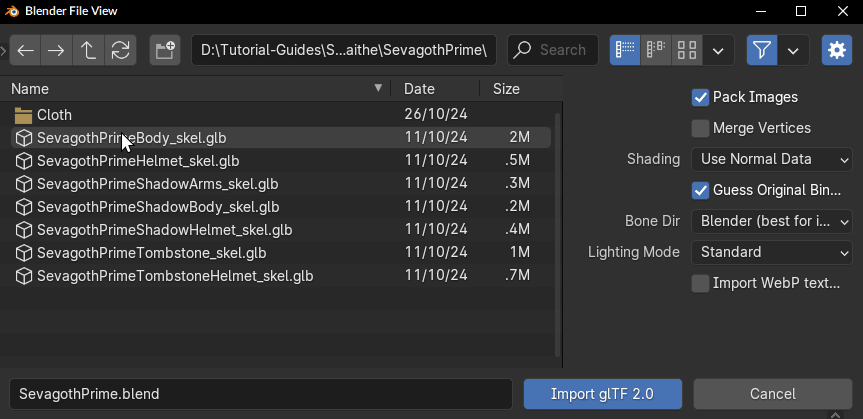 Blender File View
D:\Tutorial-Guides\S...aithe\SevagothPrime\
Search
Name Date Size
Cloth 26/10/24
SevagothPrimeBody_skel.glb 11/10/24 2M
SevagothPrimeHelmet_skel.glb 11/10/24 .5M
SevagothPrimeShadowArms_skel.glb 11/10/24 .3M
SevagothPrimeShadowBody_skel.glb 11/10/24 .2M
SevagothPrimeShadowHelmet_skel.glb 11/10/24 .4M
SevagothPrimeTombstone_skel.glb 11/10/24 1M
SevagothPrimeTombstoneHelmet_skel.glb 11/10/24 .7M
Pack Images
Merge Vertices
Shading Use Normal Data
Guess Original Bin...
Bone Dir Blender (best for i...
Lighting Mode Standard
Import WebP text...
SevagothPrime.blend
Import glTF 2.0
Cancel